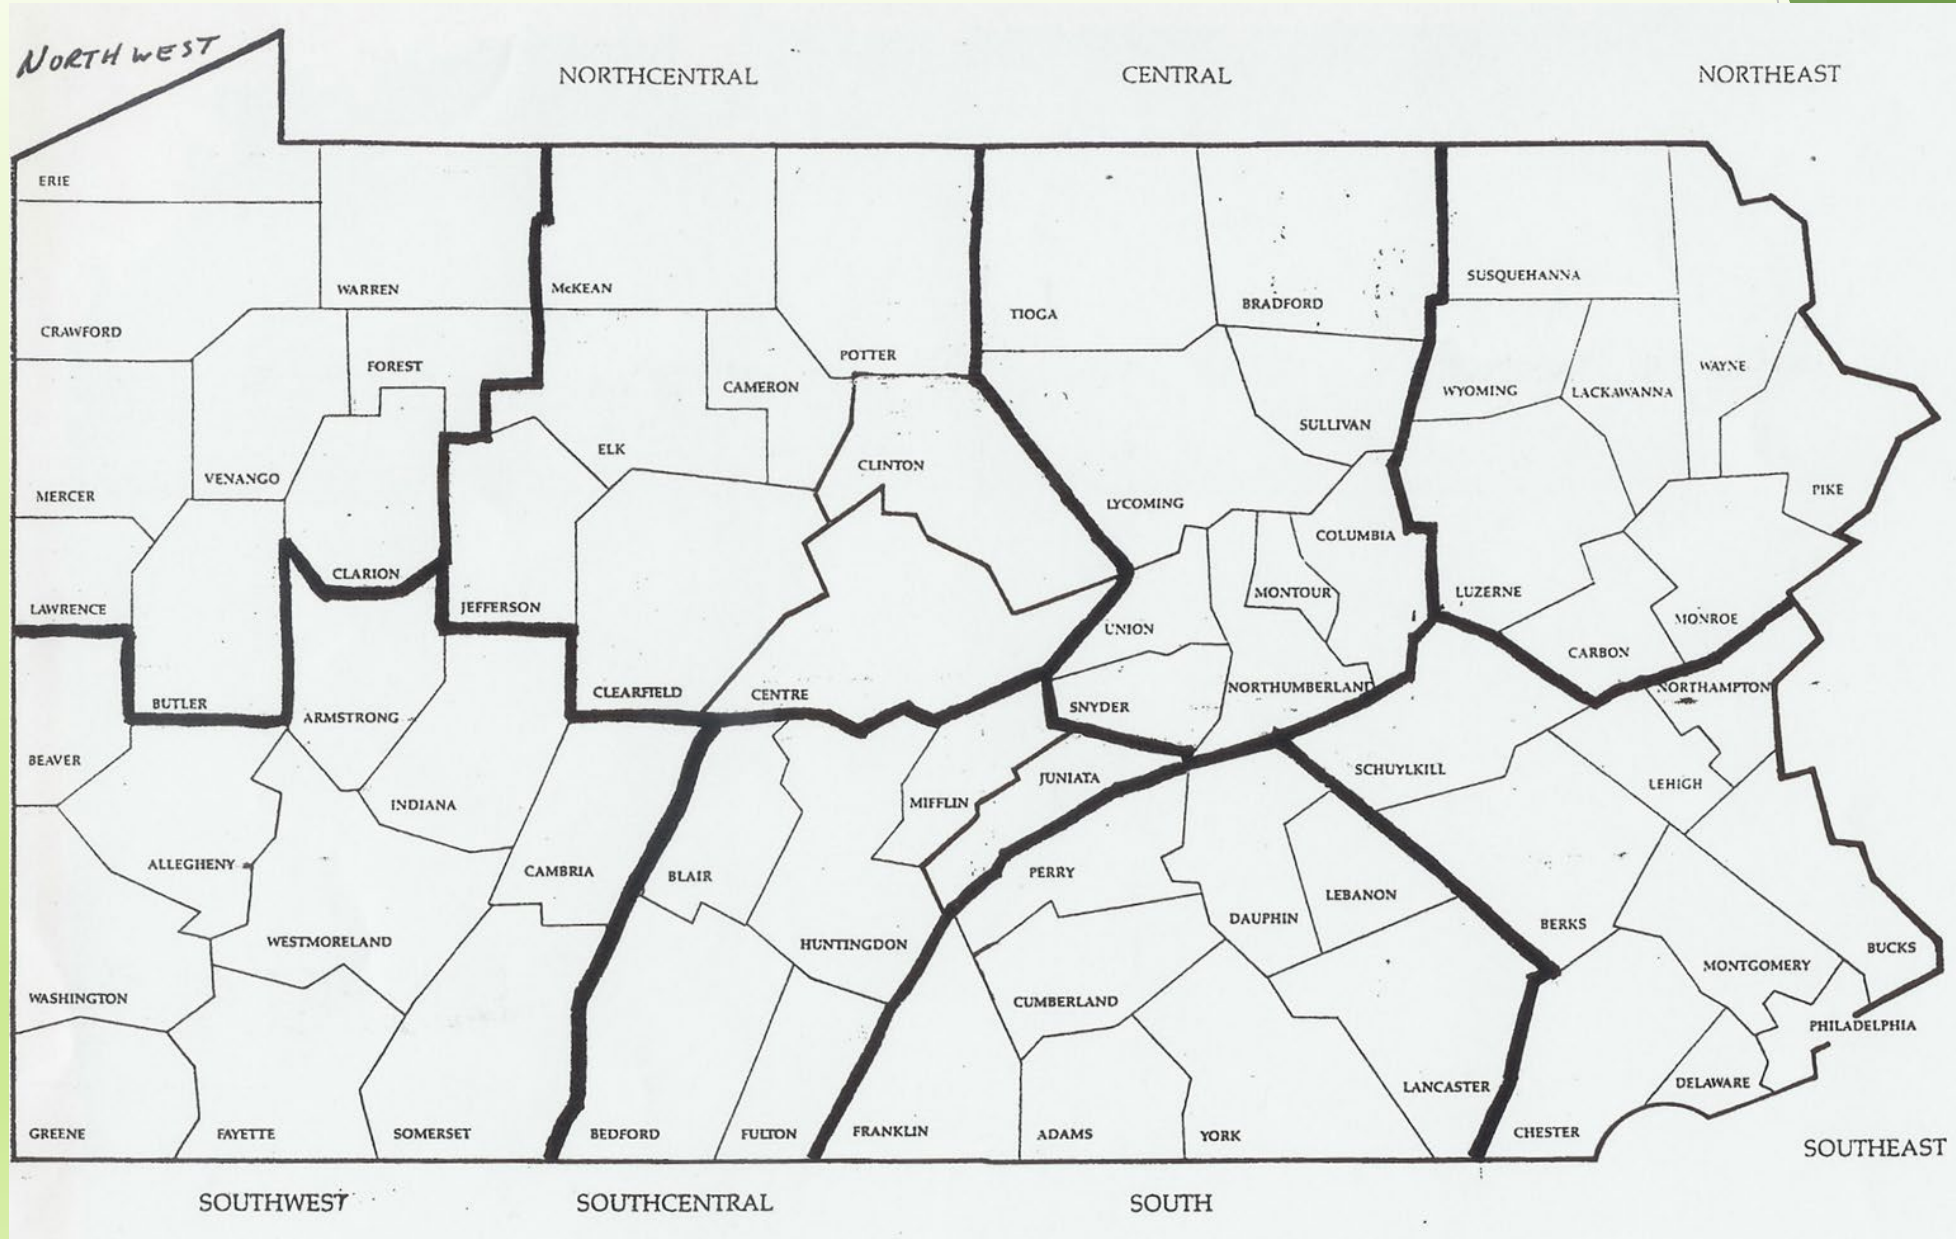 NORTHWEST
NORTHCENTRAL
CENTRAL
NORTHEAST
ERIE
WARREN
McKEAN
SUSQUEHANNA
BRADFORD
TIOGA
CRAWFORD
POTTER
FOREST
WAYNE
CAMERON
WYOMING
LACKAWANNA
SULLIVAN
ELK
CLINTON
VENANGO
MERCER
PIKE
LYCOMING
COLUMBIA
CLARION
LUZERNE
MONTOUR
LAWRENCE
JEFFERSON
MONROE
UNION
CARBON
NORTHUMBERLAND
NORTHAMPTON
CLEARFIELD
CENTRE
BUTLER
SNYDER
ARMSTRONG
BEAVER
SCHUYLKILL
JUNIATA
LEHIGH
INDIANA
MIFFLIN
ALLEGHENY
CAMBRIA
BLAIR
PERRY
LEBANON
DAUPHIN
BERKS
WESTMORELAND
HUNTINGDON
BUCKS
MONTGOMERY
WASHINGTON
CUMBERLAND
PHILADELPHIA
DELAWARE
LANCASTER
GREENE
FAYETTE
SOMERSET
BEDFORD
FULTON
FRANKLIN
ADAMS
YORK
CHESTER
SOUTHEAST
SOUTHWEST
SOUTHCENTRAL
SOUTH